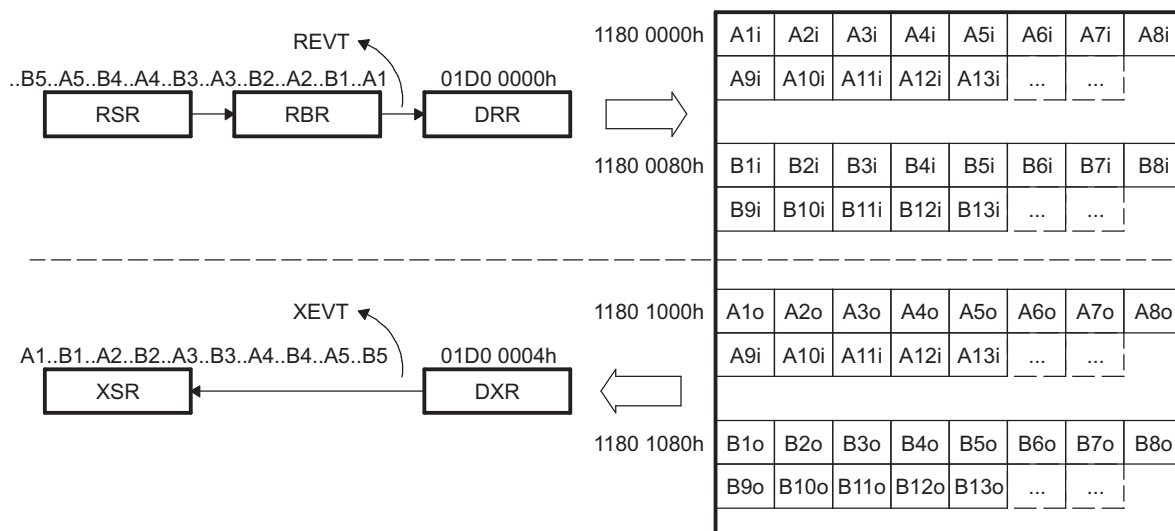 REVT
..B5..A5..B4..A4..B3..A3..B2..A2..B1..A1
01D0 0000h
RSR
RBR
DRR
1180 0000h
A1i A2i A3i A4i A5i A6i A7i A8i
A9i A10i A11i A12i A13i ... ...
1180 0080h
B1i B2i B3i B4i B5i B6i B7i B8i
B9i B10i B11i B12i B13i ... ...
XEVT
A1..B1..A2..B2..A3..B3..A4..B4..A5..B5
01D0 0004h
XSR
DXR
1180 1000h
A1o A2o A3o A4o A5o A6o A7o A8o
A9i A10i A11i A12i A13i ... ...
1180 1080h
B1o B2o B3o B4o B5o B6o B7o B8o
B9o B10o B11o B12o B13o ... ...